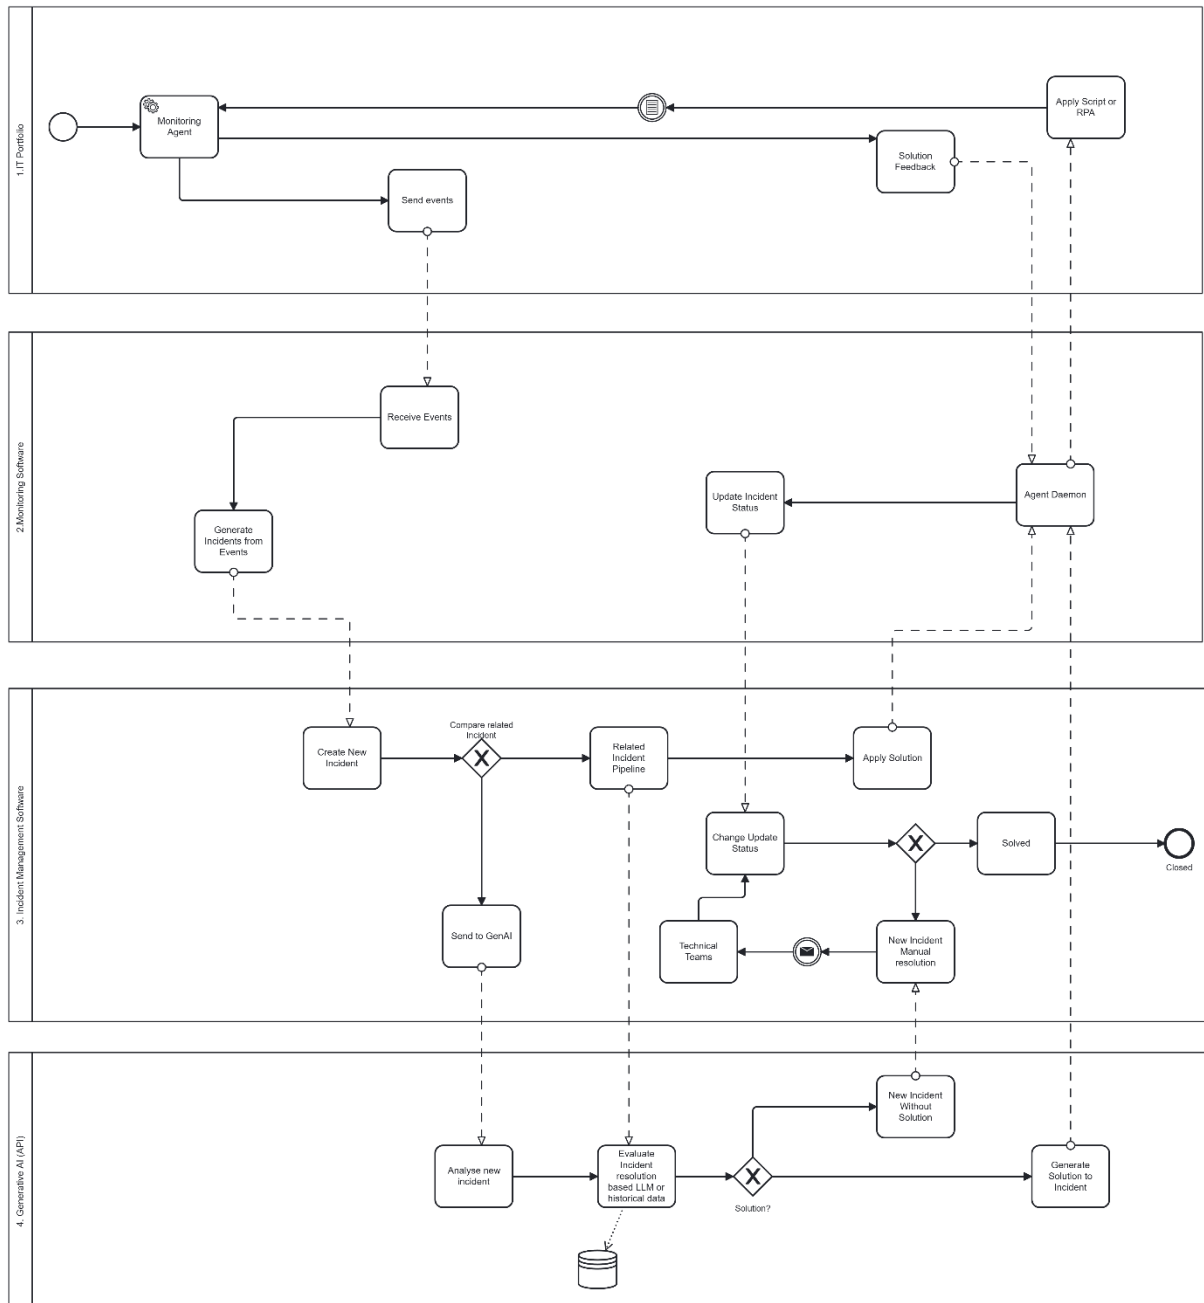 1.IT Portfolio
Monitoring
Agent
Apply Script or
RPA
Solution
Feedback
Send events
2.Monitoring Software
Receive Events
Update Incident
Status
Agent Daemon
Generate
Incidents from
Events
3. Incident Management Software
Compare related
Incident
Create New
Incident
Related
Incident
Pipeline
Apply Solution
Change Update
Status
Solved
Closed
Send to GenAI
Technical
Teams
New Incident
Manual
resolution
4. Generative AI (API)
New Incident
Without
Solution
Analyse new
incident
Evaluate
Incident
resolution
based LLM or
historical data
Solution?
Generate
Solution to
Incident